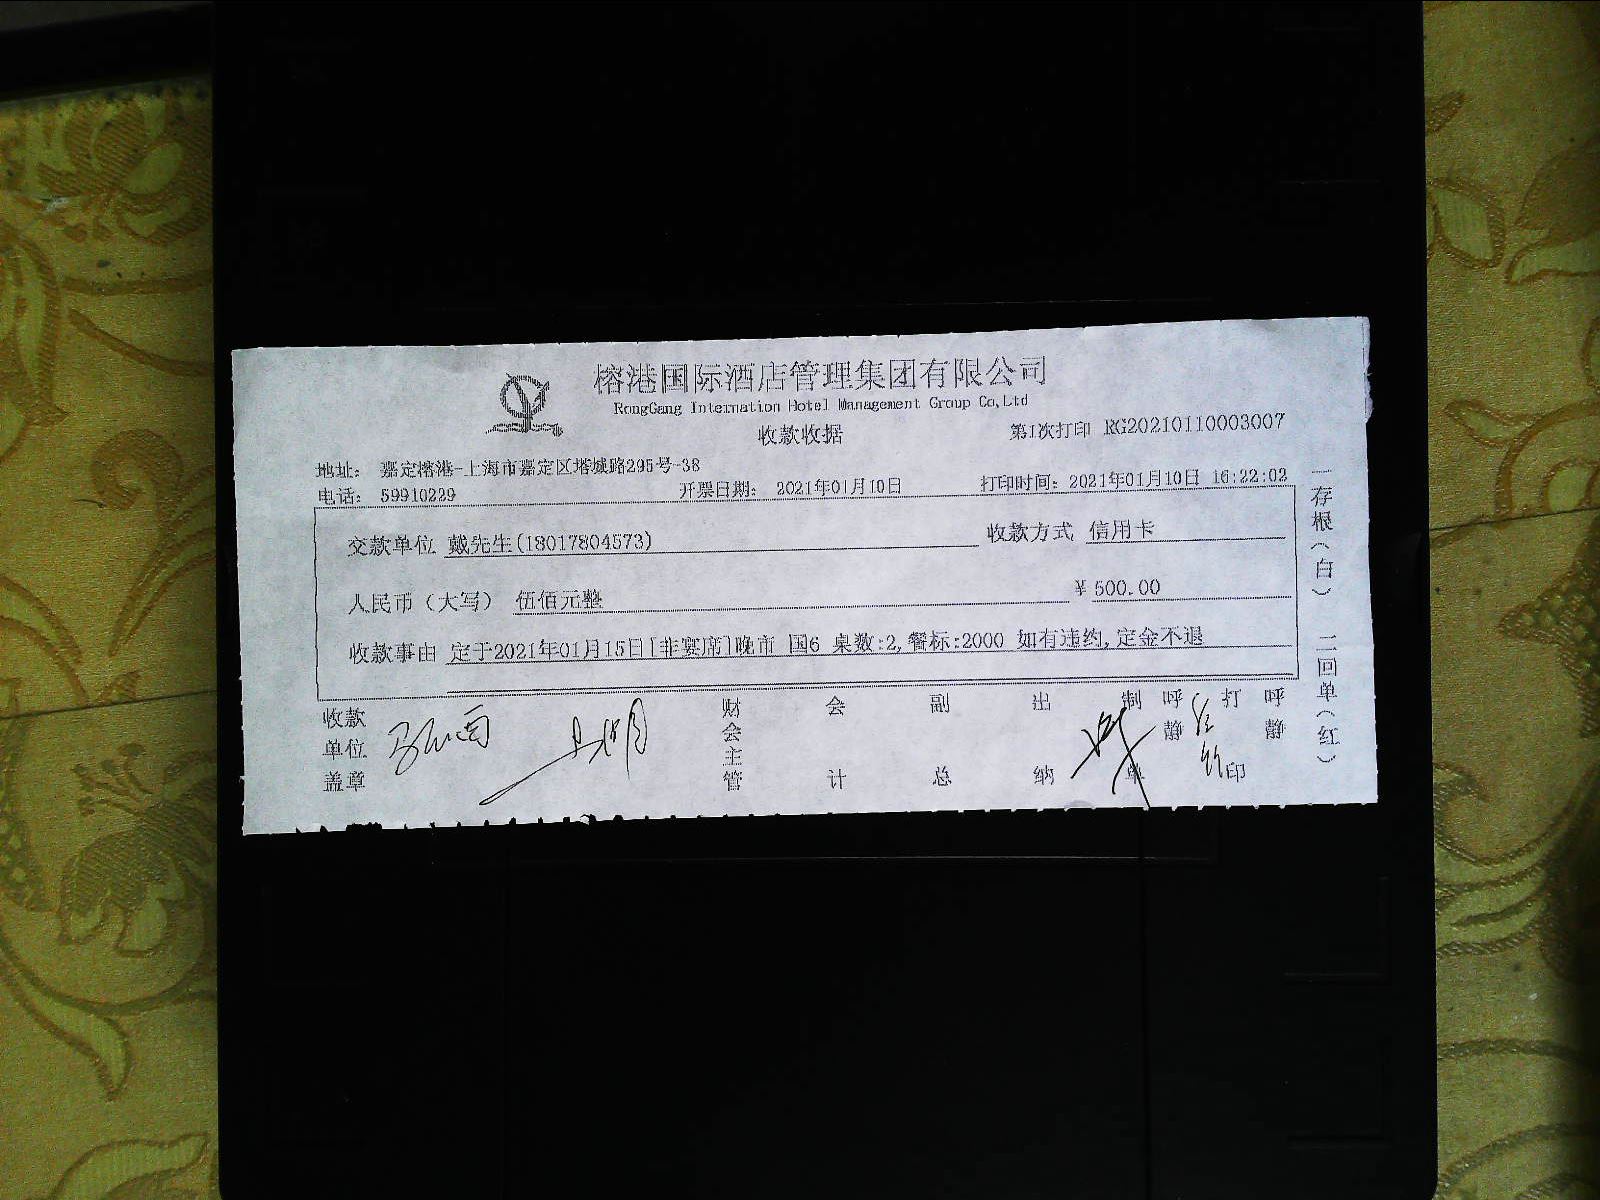 榕港国际酒店管理集团有限公司
RongGang Internation Hotel Management Group Co,Ltd
收款收据
第1次打印 RG20210110003007
地址: 嘉定榕港-上海市嘉定区塔城路295号-38
电话: 59910229 开票日期: 2021年01月10日 打印时间: 2021年01月10日 16:22:02
交款单位 戴先生(18017804573) 收款方式 信用卡
人民币(大写) 伍佰元整 ¥500.00
收款事由 定于2021年01月15日[非宴席]晚市 国6 桌数:2,餐标:2000 如有违约,定金不退
收款单位盖章 财会主管 会计 副总 出纳 制单 呼静 打印 呼静
一存根(白) 二回单(红)